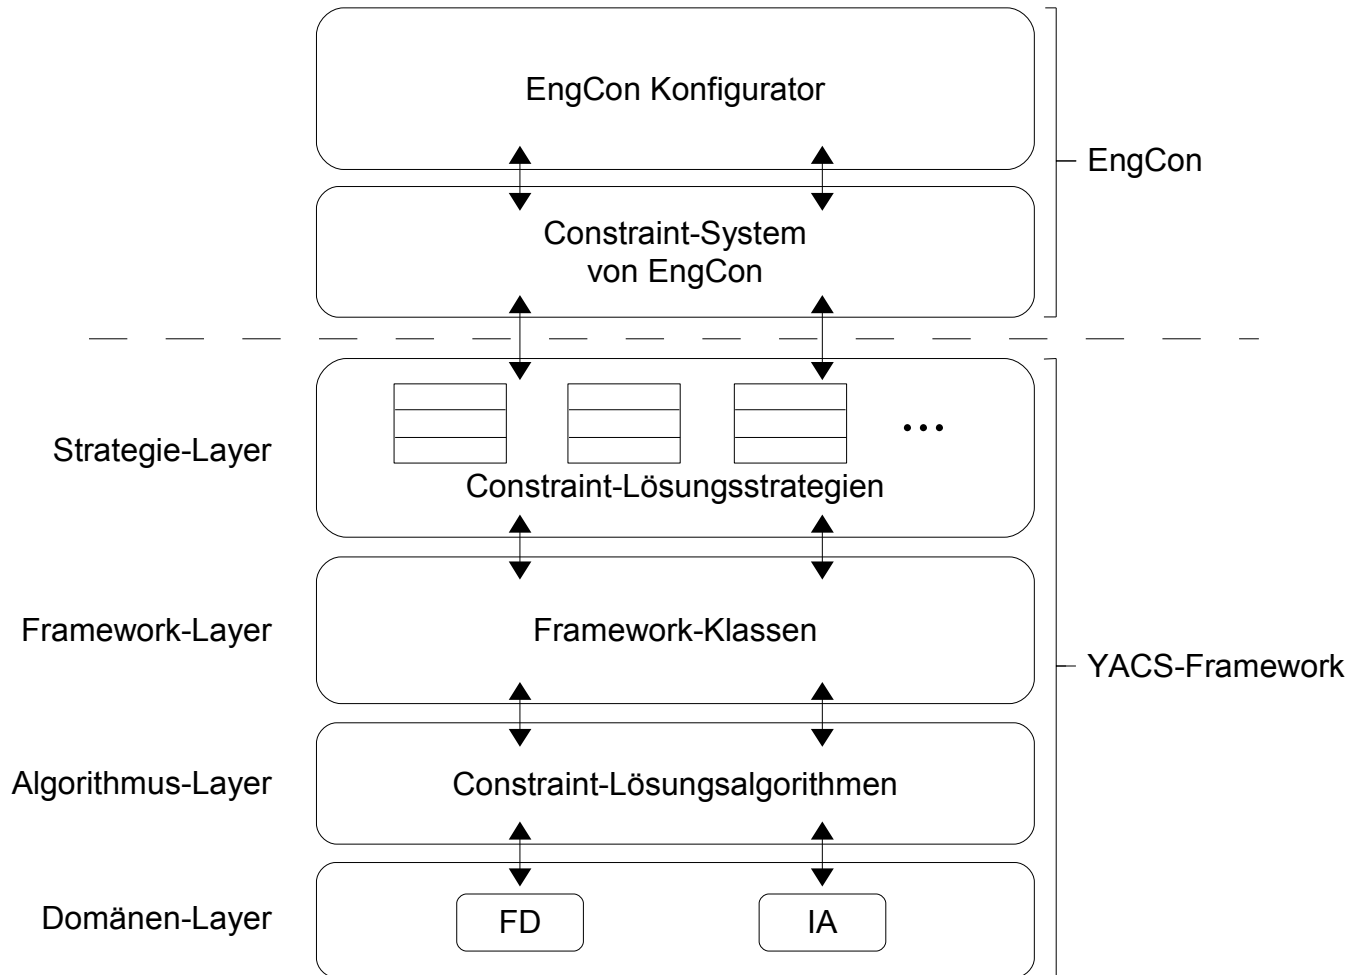 EngCon Konfigurator
EngCon
Constraint-System
von EngCon
Strategie-Layer
...
Constraint-Lösungsstrategien
Framework-Layer
Framework-Klassen
YACS-Framework
Algorithmus-Layer
Constraint-Lösungsalgorithmen
Domänen-Layer
FD
IA